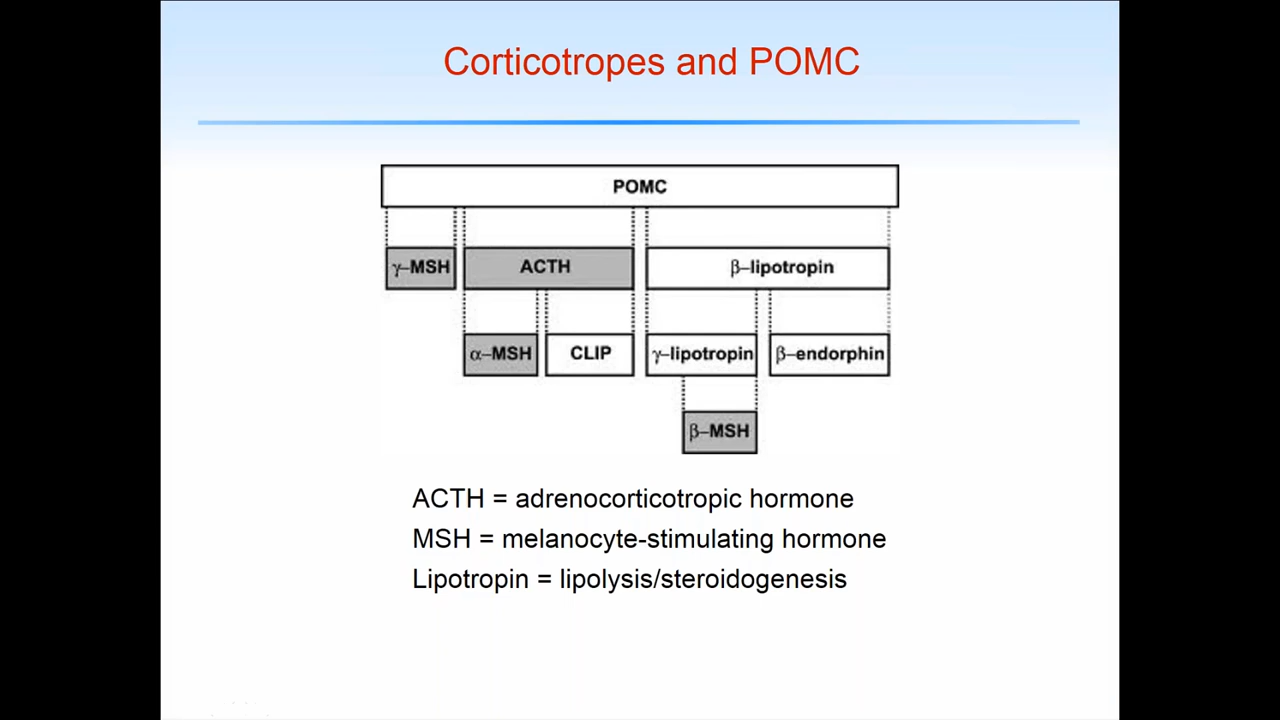 Corticotropes and POMC
POMC
γ–MSH ACTH β–lipotropin
α–MSH CLIP γ–lipotropin β–endorphin
β–MSH
ACTH = adrenocorticotropic hormone
MSH = melanocyte-stimulating hormone
Lipotropin = lipolysis/steroidogenesis